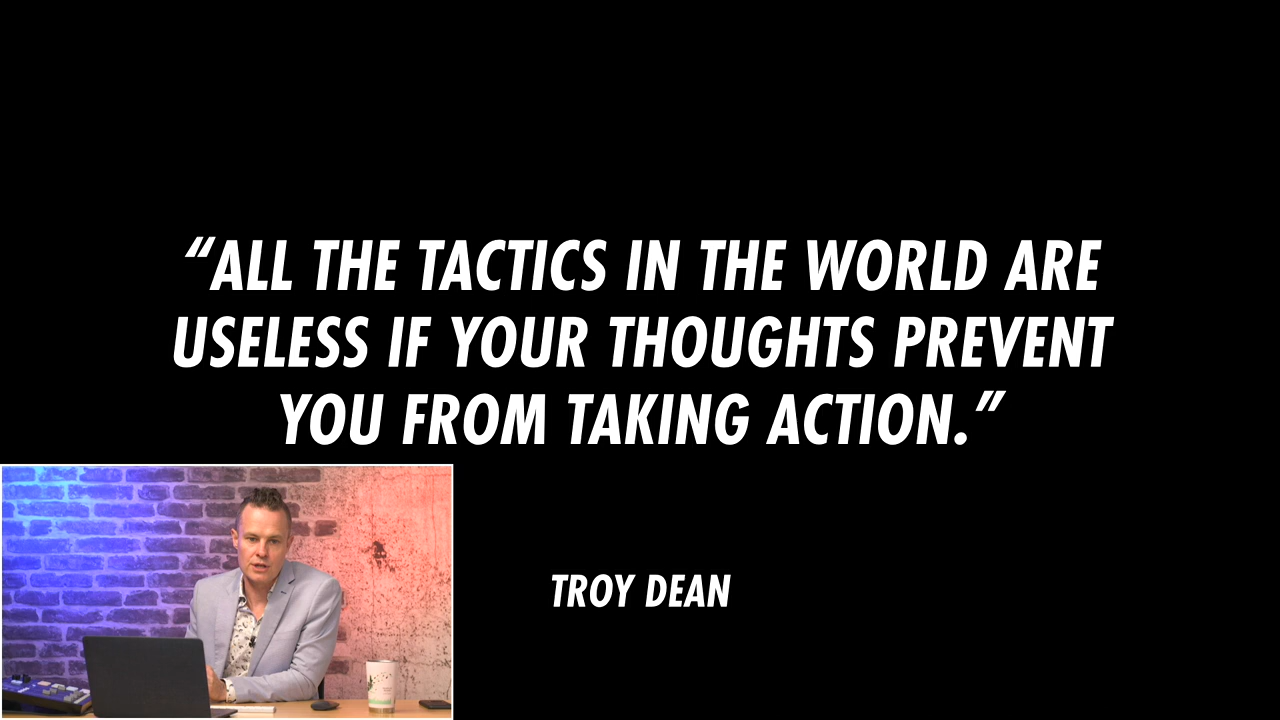 “ALL THE TACTICS IN THE WORLD ARE
USELESS IF YOUR THOUGHTS PREVENT
YOU FROM TAKING ACTION.”
TROY DEAN